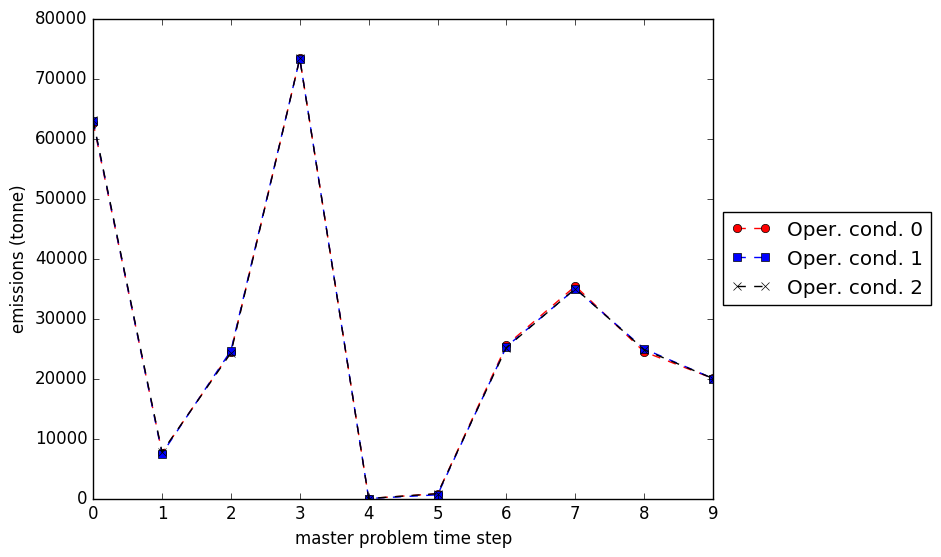 80000
70000
60000
50000
40000
30000
20000
10000
0
emissions (tonne)
0 1 2 3 4 5 6 7 8 9
master problem time step
Oper. cond. 0
Oper. cond. 1
Oper. cond. 2